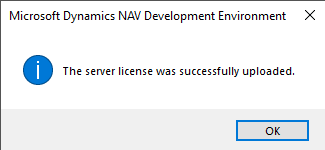 Microsoft Dynamics NAV Development Environment
The server license was successfully uploaded.
OK